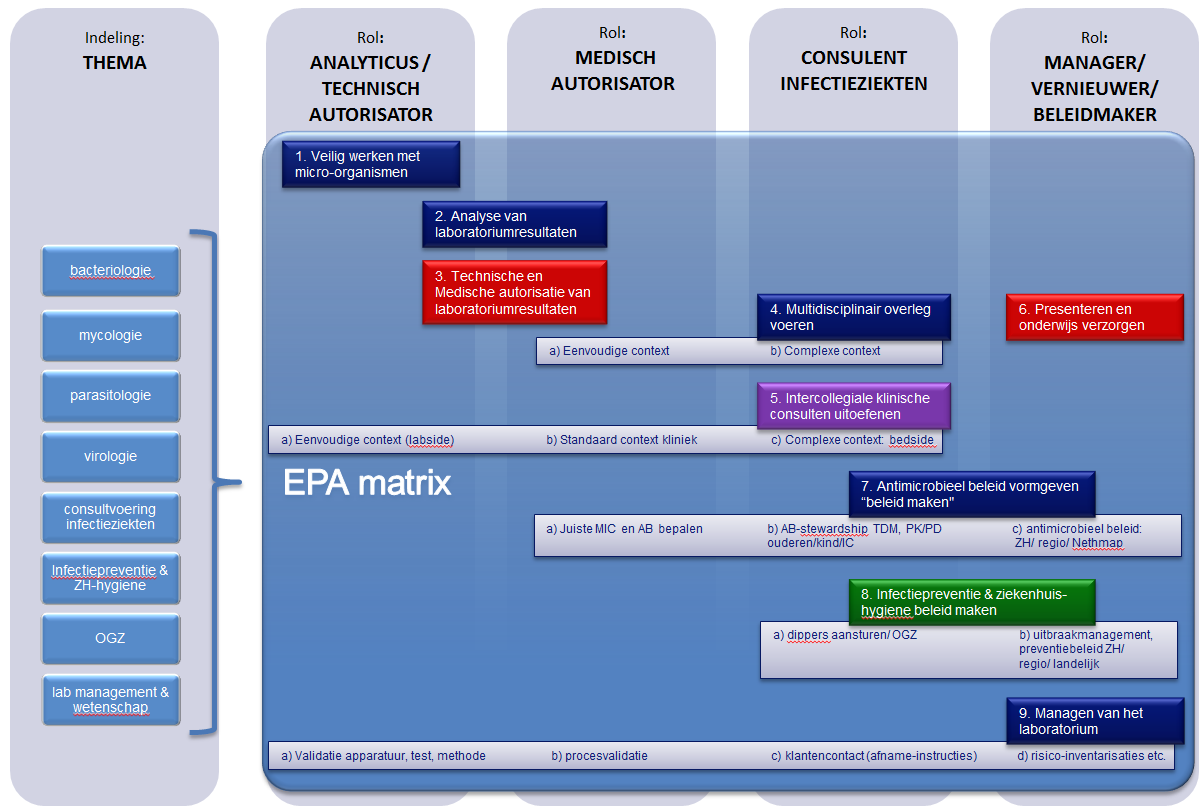 Indeling:
THEMA
bacteriologie
mycologie
parasitologie
virologie
consultvoering
infectieziekten
Infectiepreventie &
ZH-hygiene
OGZ
lab management &
wetenschap
Rol:
ANALYTICUS /
TECHNISCH
AUTORISATOR
Rol:
MEDISCH
AUTORISATOR
Rol:
CONSULENT
INFECTIEZIEKTEN
Rol:
MANAGER/
VERNIEUWER/
BELEIDMAKER
1. Veilig werken met
micro-organismen
2. Analyse van
laboratoriumresultaten
3. Technische en
Medische autorisatie van
laboratoriumresultaten
4. Multidisciplinair overleg
voeren
a) Eenvoudige context
b) Complexe context
6. Presenteren en
onderwijs verzorgen
5. Intercollegiale klinische
consulten uitoefenen
a) Eenvoudige context (labside)
b) Standaard context kliniek
c) Complexe context: bedside
EPA matrix
7. Antimicrobieel beleid vormgeven
“beleid maken"
a) Juiste MIC en AB bepalen
b) AB-stewardship TDM, PK/PD
ouderen/kind/IC
c) antimicrobieel beleid:
ZH/ regio/ Nethmap
8. Infectiepreventie & ziekenhuis-
hygiene beleid maken
a) dippers aansturen/ OGZ
b) uitbraakmanagement,
preventiebeleid ZH/
regio/ landelijk
9. Managen van het
laboratorium
a) Validatie apparatuur, test, methode
b) procesvalidatie
c) klantencontact (afname-instructies)
d) risico-inventarisaties etc.